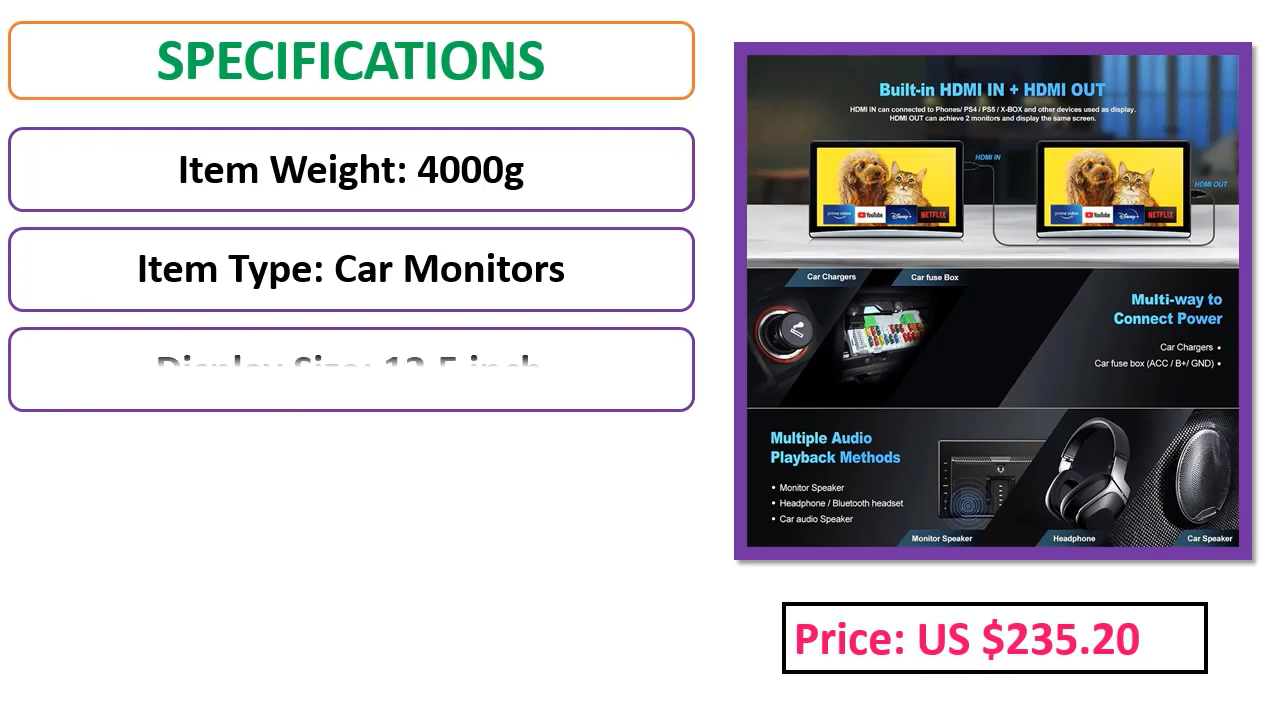 SPECIFICATIONS
Item Weight: 4000g
Item Type: Car Monitors
Display Size: inch
Built-in HDMI IN + HDMI OUT
HDMI IN can connected to Phones/ PS4 / PS5 / X-BOX and other devices used as display.
HDMI OUT can achieve 2 monitors and display the same screen.
HDMI IN
HDMI OUT
prime video YouTube Disney+ NETFLIX
prime video YouTube Disney+ NETFLIX
Car Chargers
Car fuse Box
Multi-way to
Connect Power
Car Chargers •
Car fuse box (ACC / B+/ GND) •
Multiple Audio
Playback Methods
• Monitor Speaker
• Headphone / Bluetooth headset
• Car audio Speaker
Monitor Speaker
Headphone
Car Speaker
Price: US $235.20